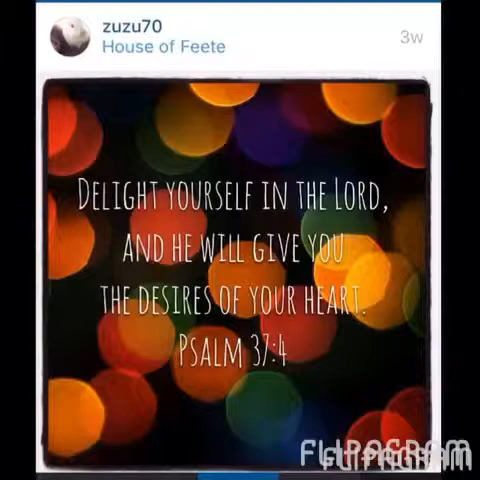 zuzu70
House of Feete
3w
Delight yourself in the Lord,
and he will give you
the desires of your heart.
Psalm 37:4
FLIPAGRAM
FLIPAGRAM